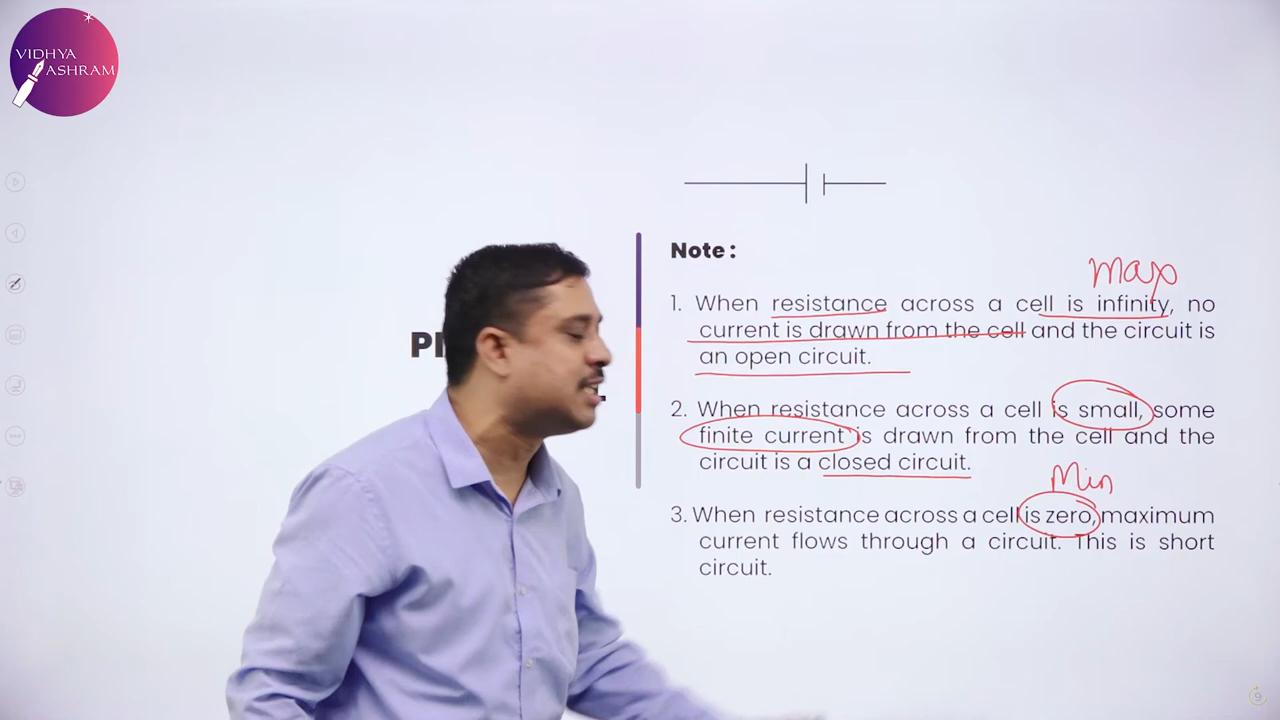 VIDHYA
ASHRAM
Note :
Max
1. When resistance across a cell is infinity, no
current is drawn from the cell and the circuit is
an open circuit.
2. When resistance across a cell is small, some
finite current is drawn from the cell and the
circuit is a closed circuit.
Min
3. When resistance across a cell is zero, maximum
current flows through a circuit. This is short
circuit.
9